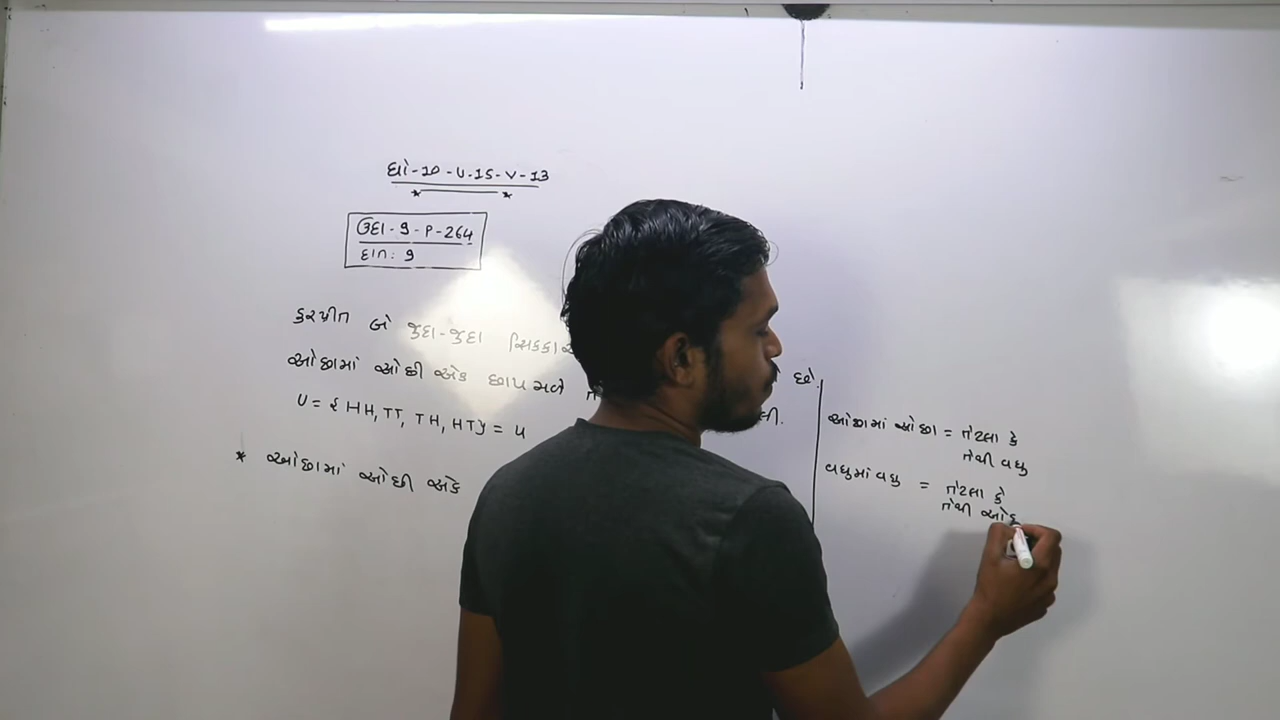 ધો-10-U-15-V-13
ઉદા-9-P-264
દાખ: 9
હરપ્રીત બે જુદા-જુદા સિક્કા છે.
ઓછામાં ઓછી એક છાપ મળે
U = { HH, TT, TH, HT} = 4
* ઓછામાં ઓછી એક
ઓછામાં ઓછા = તેટલા કે
તેથી વધુ
વધુમાં વધુ = તેટલા કે
તેથી ઓછ